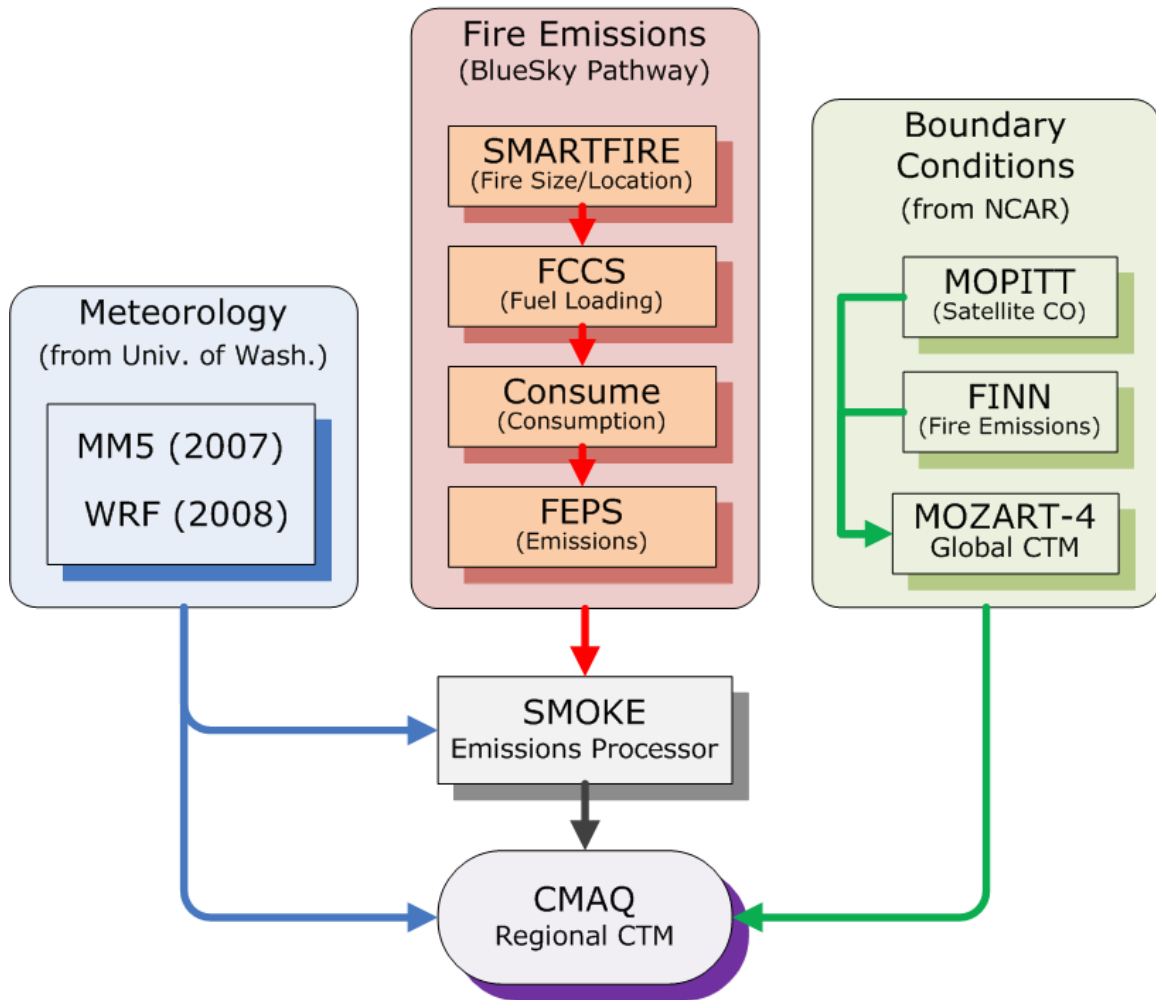 Fire Emissions
(BlueSky Pathway)
SMARTFIRE
(Fire Size/Location)
FCCS
(Fuel Loading)
Consume
(Consumption)
FEPS
(Emissions)
Boundary
Conditions
(from NCAR)
MOPITT
(Satellite CO)
FINN
(Fire Emissions)
MOZART-4
Global CTM
Meteorology
(from Univ. of Wash.)
MM5 (2007)
WRF (2008)
SMOKE
Emissions Processor
CMAQ
Regional CTM